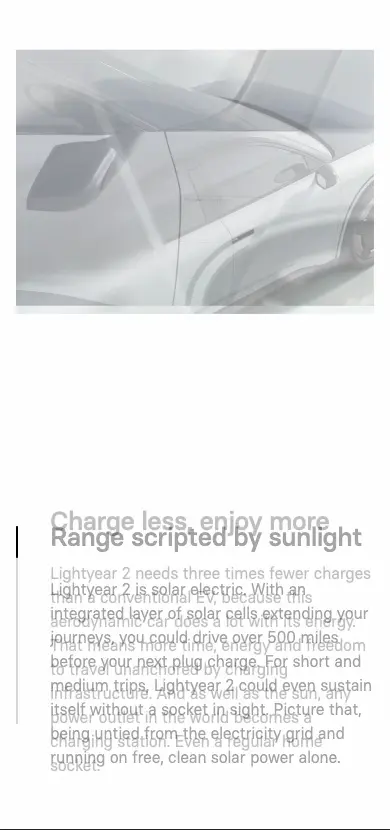 Charge less, enjoy more
Range scripted by sunlight
Lightyear 2 needs three times fewer charges
than a conventional EV, because this
aerodynamic car does a lot with its energy.
That means more time, energy and freedom
to travel unanchored by charging
infrastructure. And as well as the sun, any
power outlet in the world becomes a
charging station. Even a regular home
socket.
Lightyear 2 is solar electric. With an
integrated layer of solar cells extending your
journeys, you could drive over 500 miles
before your next plug charge. For short and
medium trips, Lightyear 2 could even sustain
itself without a socket in sight. Picture that,
being untied from the electricity grid and
running on free, clean solar power alone.